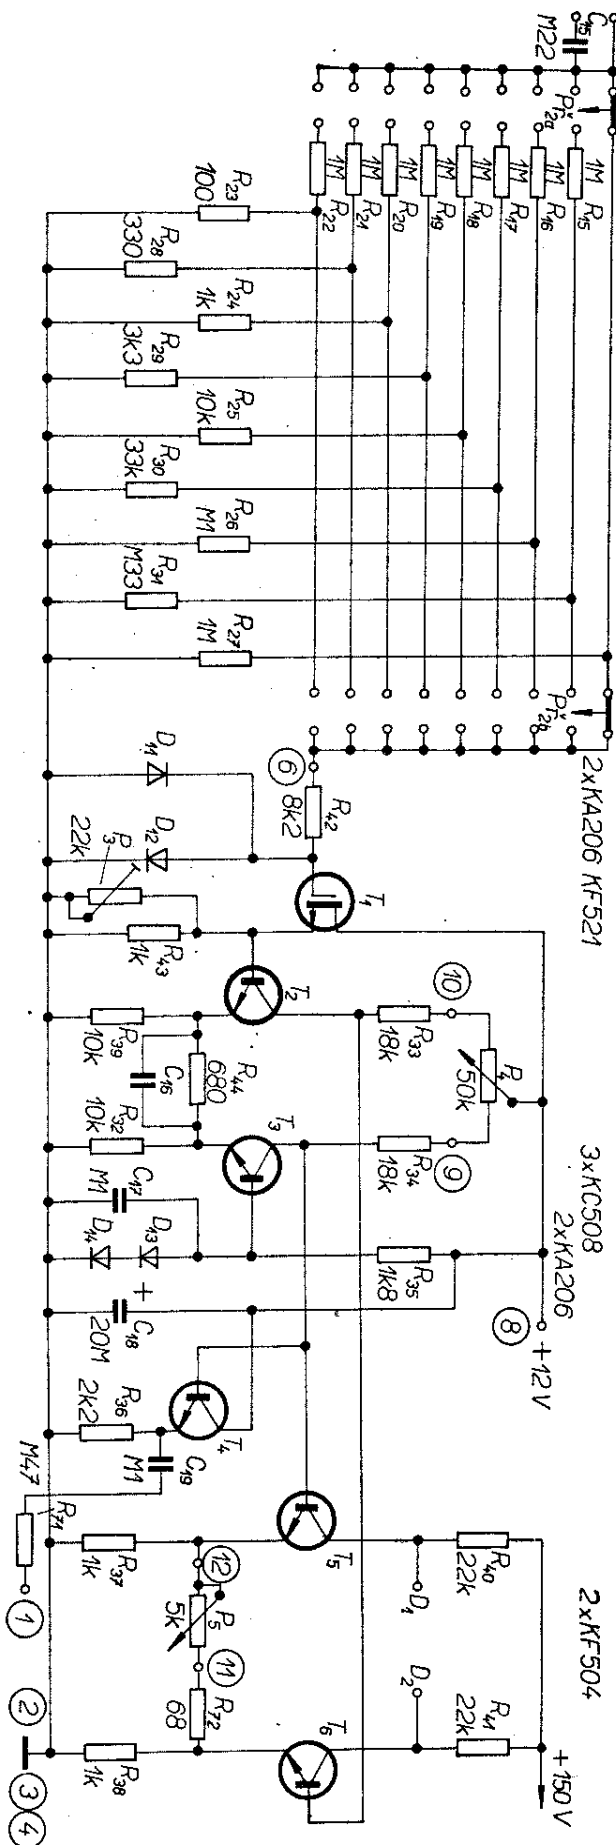 C
C15
M22
Př2a
1M R15
1M R16
1M R17
1M R18
1M R19
1M R20
1M R21
1M R22
R23
100
R28
330
R24
1k
R29
3k3
R25
10k
R30
33k
R26
M1
R31
M33
R27
1M
Př2b
2xKA206 KF521
6
R42
8k2
D11
D12
P3
22k
T1
R43
1k
T2
10
R33
18k
P4
50k
R39
10k
R44
680
C16
R32
10k
T3
R34
18k
9
3xKC508
2xKA206
C17
M1
D13
D14
R35
1k8
8
+12V
+
C18
20M
R36
2k2
T4
C19
M1
M47
R71
1
R37
1k
T5
12
P5
5k
11
R72
68
D1
R40
22k
2xKF504
D2
R41
22k
+150V
T6
R38
1k
2
3
4